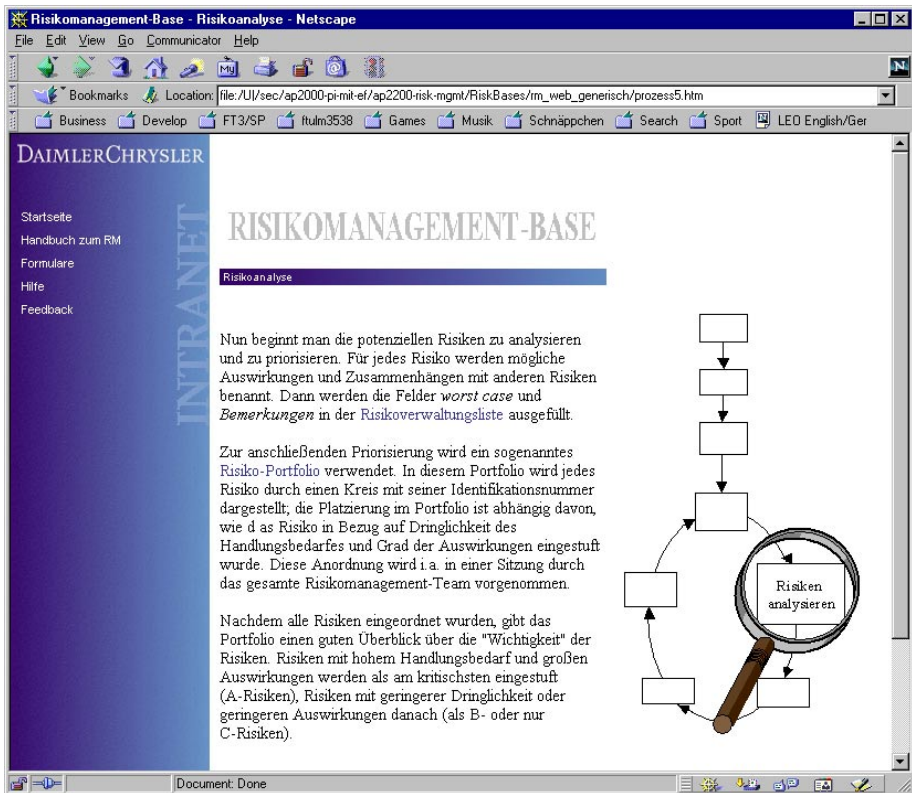 Risikomanagement-Base - Risikoanalyse - Netscape
File Edit View Go Communicator Help
My
N
Bookmarks Location: file:/U|/sec/ap2000-pi-mit-ef/ap2200-risk-mgmt/RiskBases/rm_web_generisch/prozess5.htm
Business Develop FT3/SP ftulm3538 Games Musik Schnäppchen Search Sport LEO English/Ger
DAIMLERCHRYSLER
Startseite
Handbuch zum RM
Formulare
Hilfe
Feedback
INTRANET
RISIKOMANAGEMENT-BASE
Risikoanalyse
Nun beginnt man die potenziellen Risiken zu analysieren
und zu priorisieren. Für jedes Risiko werden mögliche
Auswirkungen und Zusammenhängen mit anderen Risiken
benannt. Dann werden die Felder worst case und
Bemerkungen in der Risikoverwaltungsliste ausgefüllt.
Zur anschließenden Priorisierung wird ein sogenanntes
Risiko-Portfolio verwendet. In diesem Portfolio wird jedes
Risiko durch einen Kreis mit seiner Identifikationsnummer
dargestellt; die Platzierung im Portfolio ist abhängig davon,
wie d as Risiko in Bezug auf Dringlichkeit des
Handlungsbedarfes und Grad der Auswirkungen eingestuft
wurde. Diese Anordnung wird i.a. in einer Sitzung durch
das gesamte Risikomanagement-Team vorgenommen.
Nachdem alle Risiken eingeordnet wurden, gibt das
Portfolio einen guten Überblick über die "Wichtigkeit" der
Risiken. Risiken mit hohem Handlungsbedarf und großen
Auswirkungen werden als am kritischsten eingestuft
(A-Risiken), Risiken mit geringerer Dringlichkeit oder
geringeren Auswirkungen danach (als B- oder nur
C-Risiken).
Risiken
analysieren
Document: Done